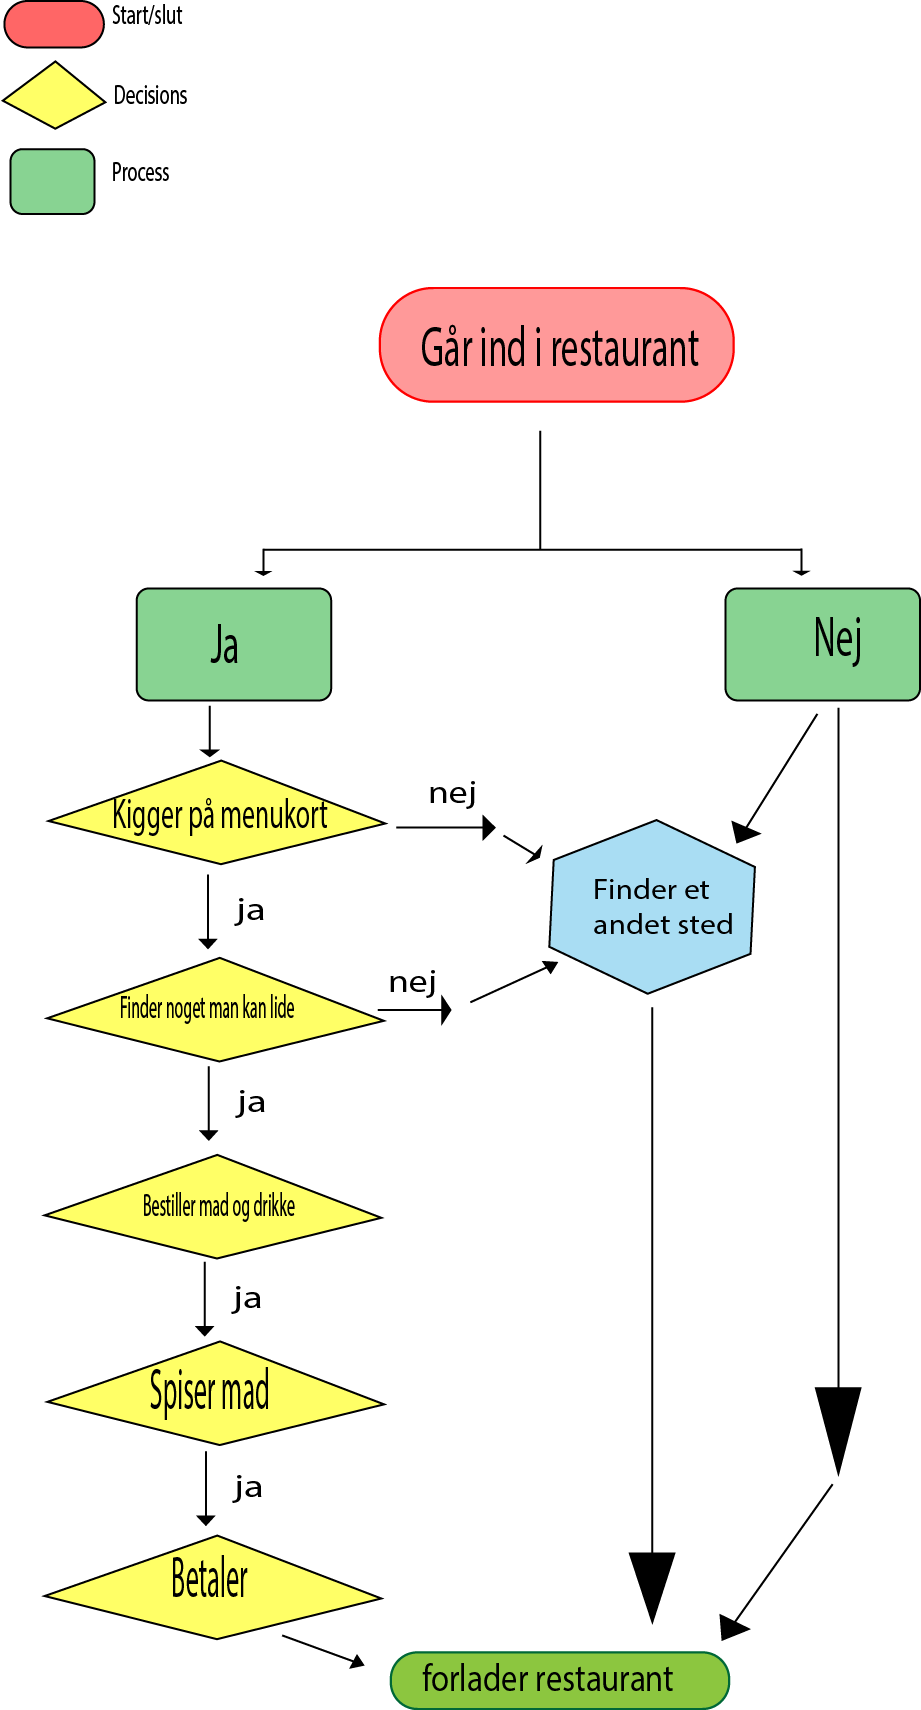 Start/slut
Decisions
Process
Går ind i restaurant
Ja
Nej
Kigger på menukort
nej
Finder et
andet sted
ja
Finder noget man kan lide
nej
ja
Bestiller mad og drikke
ja
Spiser mad
ja
Betaler
forlader restaurant